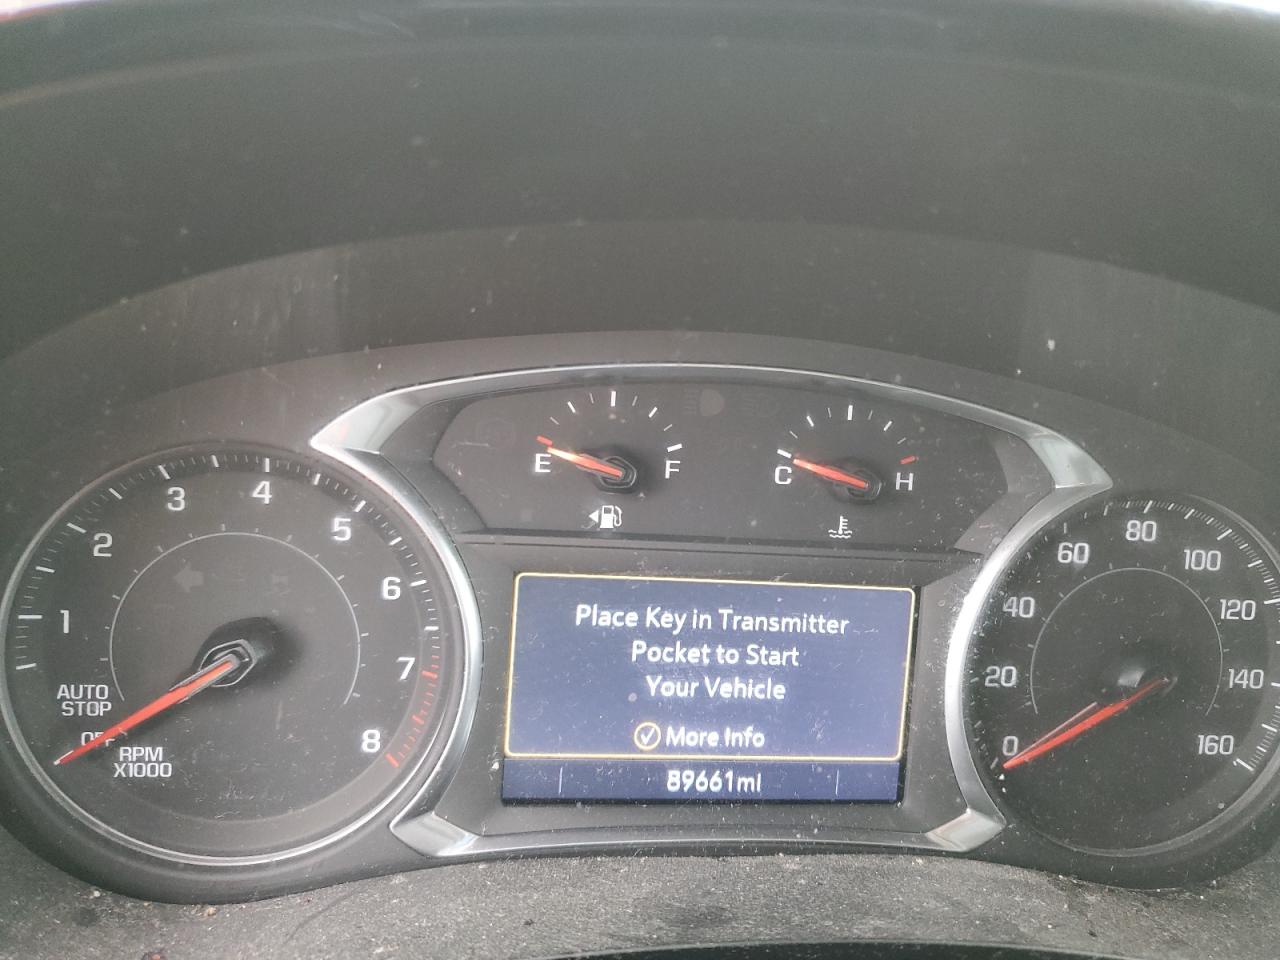 E
F
C
H
1
2
3
4
5
6
7
8
AUTO
STOP
OFF
RPM
X1000
Place Key in Transmitter
Pocket to Start
Your Vehicle
More Info
89661mi
0
20
40
60
80
100
120
140
160